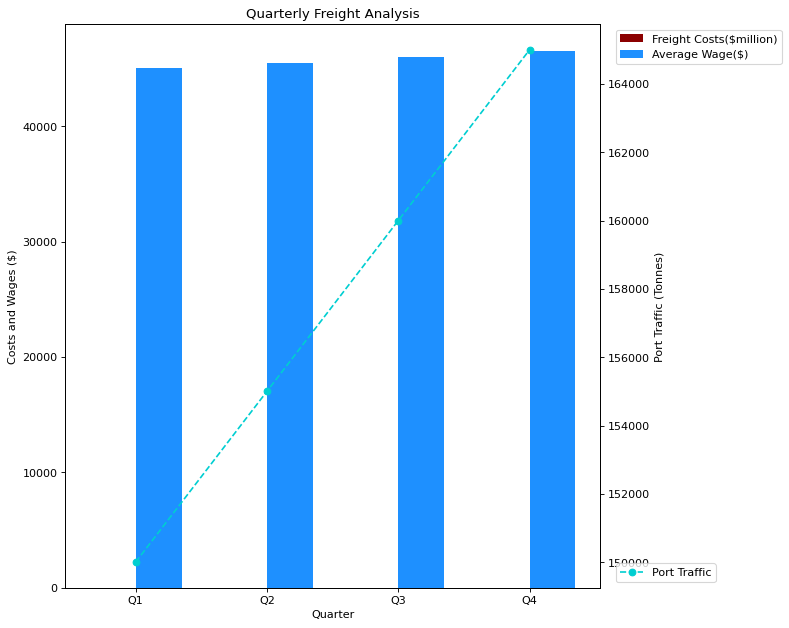 Quarterly Freight Analysis
Freight Costs($million)
Average Wage($)
Costs and Wages ($)
40000
30000
20000
10000
0
Q1
Q2
Q3
Q4
Quarter
164000
162000
160000
158000
156000
154000
152000
150000
Port Traffic (Tonnes)
Port Traffic